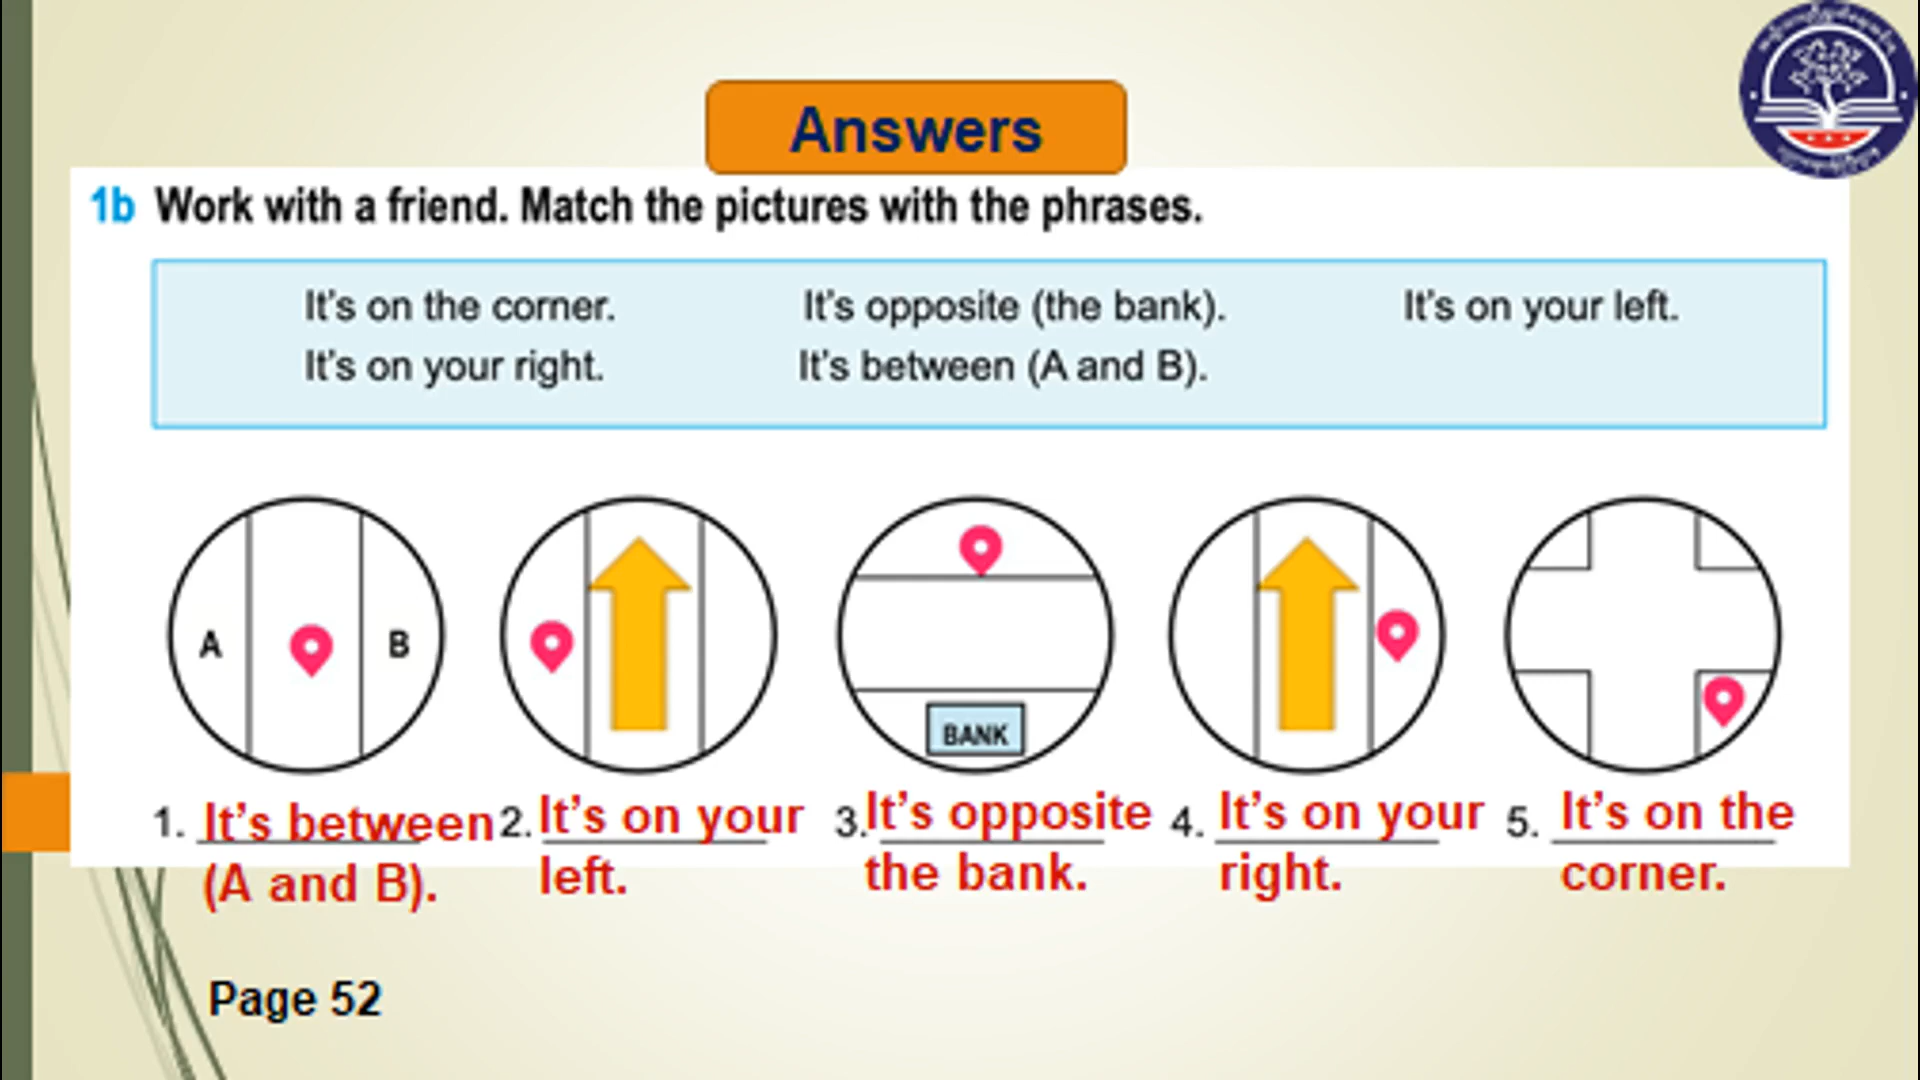 Answers
1b Work with a friend. Match the pictures with the phrases.
It's on the corner. It's opposite (the bank). It's on your left.
It's on your right. It's between (A and B).
A B
BANK
1. It's between 2. It's on your 3. It's opposite 4. It's on your 5. It's on the
(A and B). left. the bank. right. corner.
Page 52